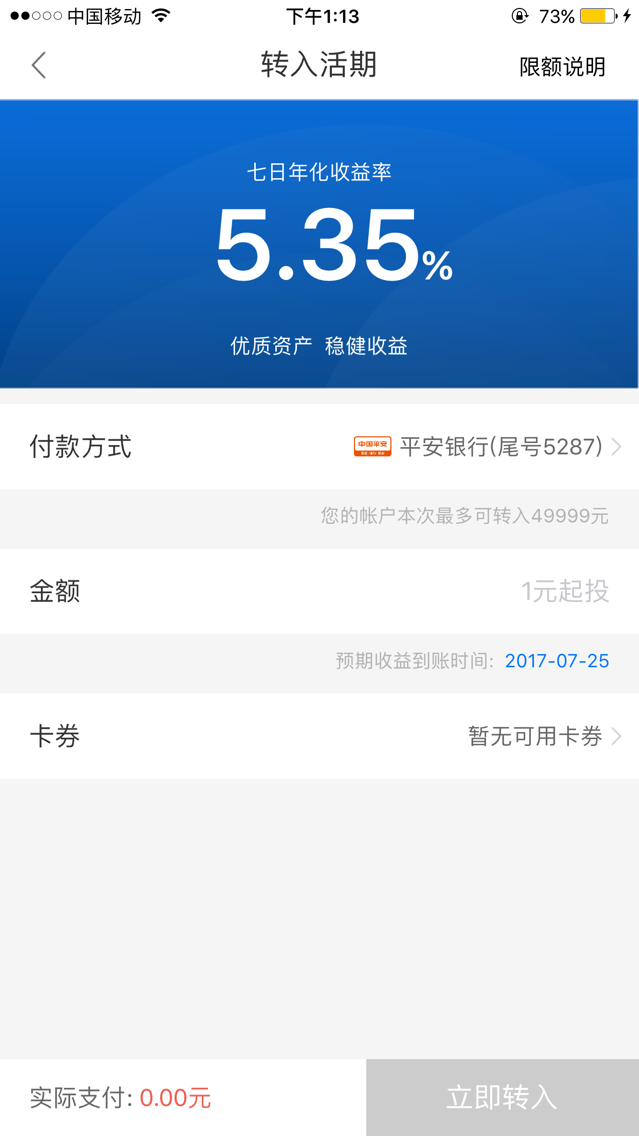 中国移动 下午1:13 73%
转入活期 限额说明
七日年化收益率
5.35%
优质资产 稳健收益
付款方式 中国平安 平安银行(尾号5287)
您的帐户本次最多可转入49999元
金额 1元起投
预期收益到账时间: 2017-07-25
卡券 暂无可用卡券
实际支付: 0.00元 立即转入